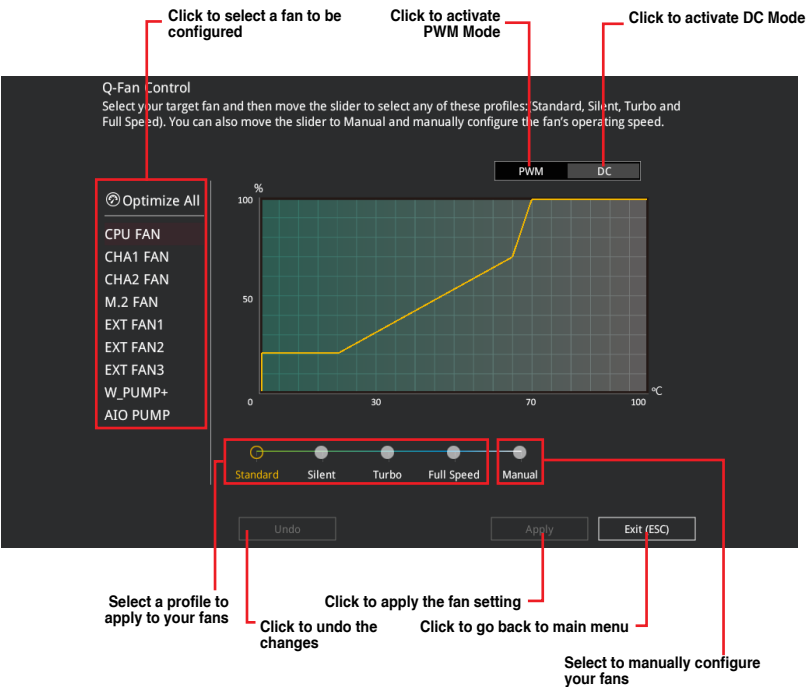 Click to select a fan to be
configured
Click to activate
PWM Mode
Click to activate DC Mode
Q-Fan Control
Select your target fan and then move the slider to select any of these profiles:(Standard, Silent, Turbo and
Full Speed). You can also move the slider to Manual and manually configure the fan's operating speed.
PWM
DC
Optimize All
CPU FAN
CHA1 FAN
CHA2 FAN
M.2 FAN
EXT FAN1
EXT FAN2
EXT FAN3
W_PUMP+
AIO PUMP
%
100
50
0
30
70
100
ºC
Standard
Silent
Turbo
Full Speed
Manual
Undo
Apply
Exit (ESC)
Select a profile to
apply to your fans
Click to undo the
changes
Click to apply the fan setting
Click to go back to main menu
Select to manually configure
your fans